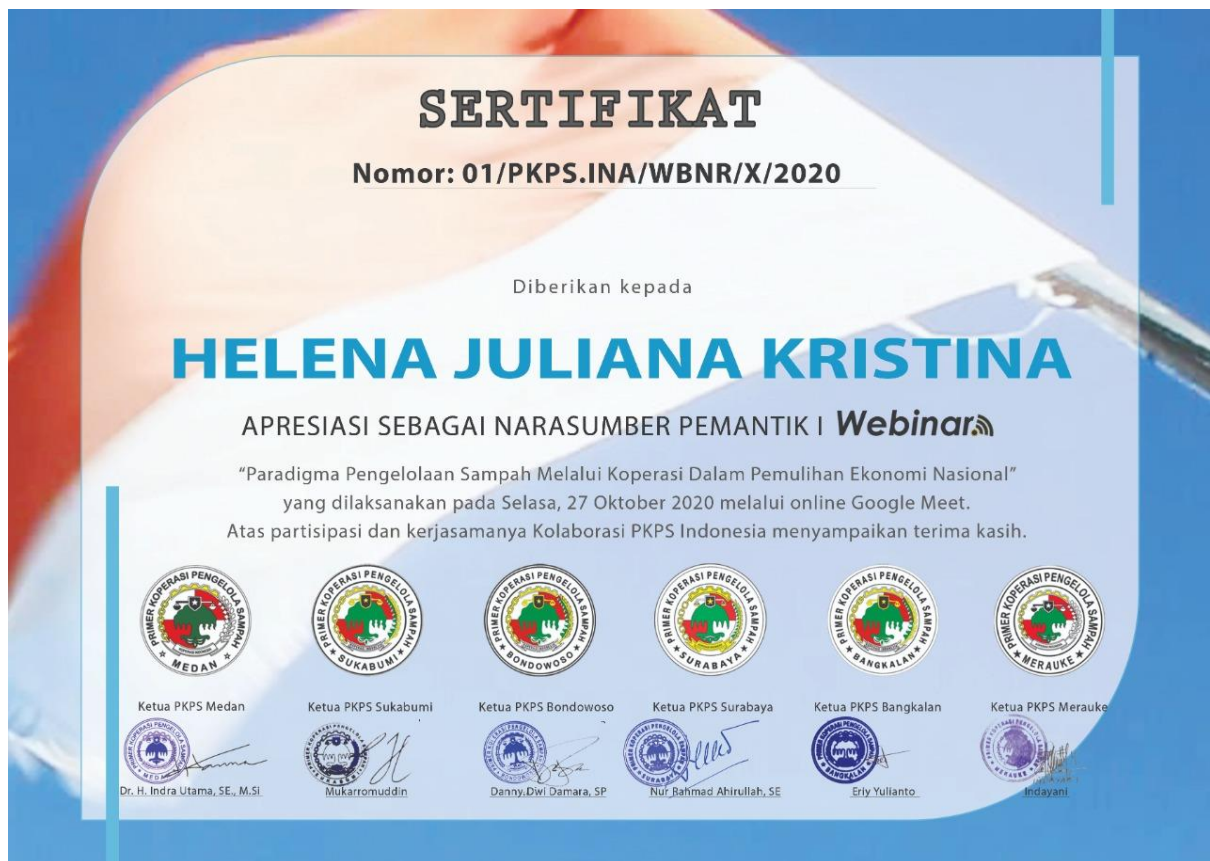 SERTIFIKAT
Nomor: 01/PKPS.INA/WBNR/X/2020
Diberikan kepada
HELENA JULIANA KRISTINA
APRESIASI SEBAGAI NARASUMBER PEMANTIK I Webinar
“Paradigma Pengelolaan Sampah Melalui Koperasi Dalam Pemulihan Ekonomi Nasional”
yang dilaksanakan pada Selasa, 27 Oktober 2020 melalui online Google Meet.
Atas partisipasi dan kerjasamanya Kolaborasi PKPS Indonesia menyampaikan terima kasih.
PRIMER KOPERASI PENGELOLA SAMPAH MEDAN
PRIMER KOPERASI PENGELOLA SAMPAH SUKABUMI
PRIMER KOPERASI PENGELOLA SAMPAH BONDOWOSO
PRIMER KOPERASI PENGELOLA SAMPAH SURABAYA
PRIMER KOPERASI PENGELOLA SAMPAH BANGKALAN
PRIMER KOPERASI PENGELOLA SAMPAH MERAUKE
Ketua PKPS Medan
Ketua PKPS Sukabumi
Ketua PKPS Bondowoso
Ketua PKPS Surabaya
Ketua PKPS Bangkalan
Ketua PKPS Merauke
Dr. H. Indra Utama, SE., M.Si
Mukarromuddin
Danny.Dwi Damara, SP
Nur Rahmad Ahirullah, SE
Eriy Yulianto
Indayani